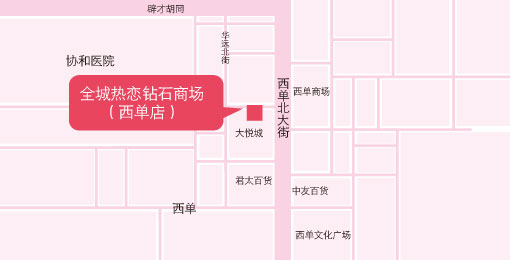 辟才胡同
华远北街
协和医院
全城热恋钻石商场
（西单店）
西单北大街
西单商场
大悦城
君太百货
中友百货
西单
西单文化广场